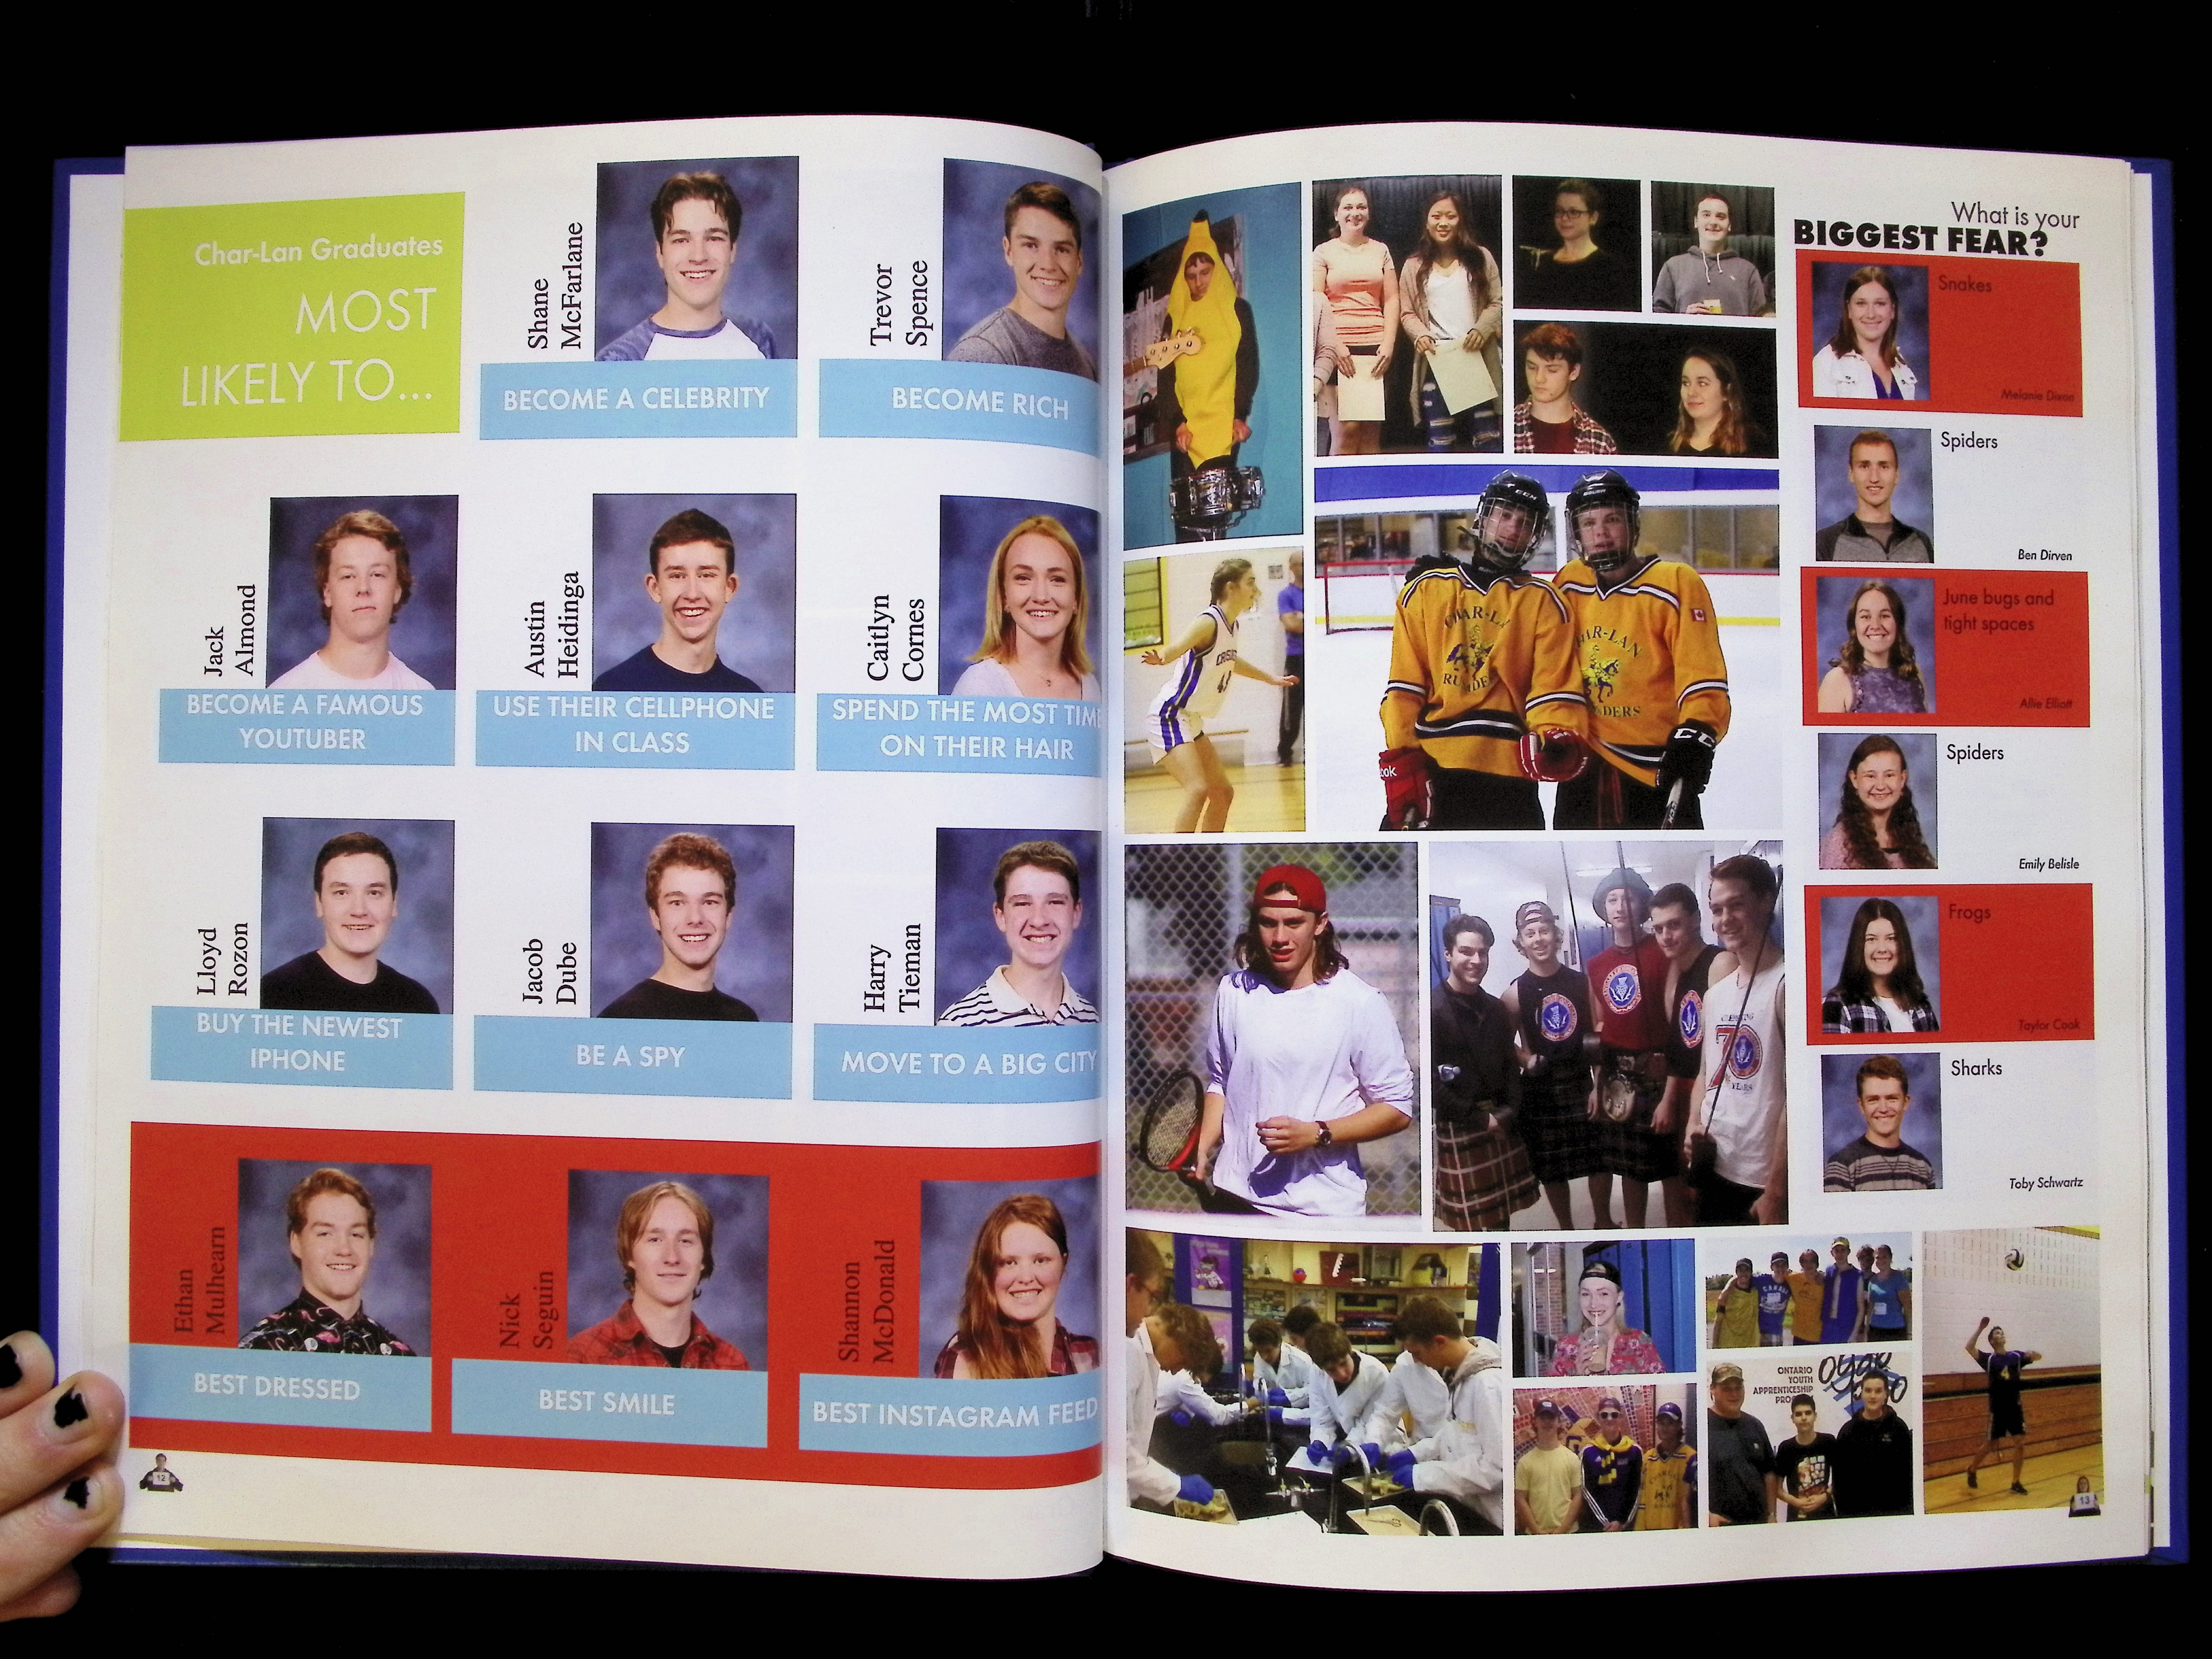 Char-Lan Graduates
MOST
LIKELY TO...
Shane
McFarlane
BECOME A CELEBRITY
Trevor
Spence
BECOME RICH
Jack
Almond
BECOME A FAMOUS
YOUTUBER
Austin
Heidinga
USE THEIR CELLPHONE
IN CLASS
Caitlyn
Cornes
SPEND THE MOST TIME
ON THEIR HAIR
Lloyd
Rozon
BUY THE NEWEST
IPHONE
Jacob
Dube
BE A SPY
Harry
Tieman
MOVE TO A BIG CITY
Ethan
Mulhearn
BEST DRESSED
Nick
Seguin
BEST SMILE
Shannon
McDonald
BEST INSTAGRAM FEED
12
What is your
BIGGEST FEAR?
Snakes
Melanie Dixon
Spiders
Ben Dirven
June bugs and
tight spaces
Allie Elliott
Spiders
Emily Belisle
Frogs
Taylor Cook
Sharks
Toby Schwartz
CCM
CHAR-LAN
CCM
70
YEARS
ONTARIO
YOUTH
APPRENTICESHIP
4
13